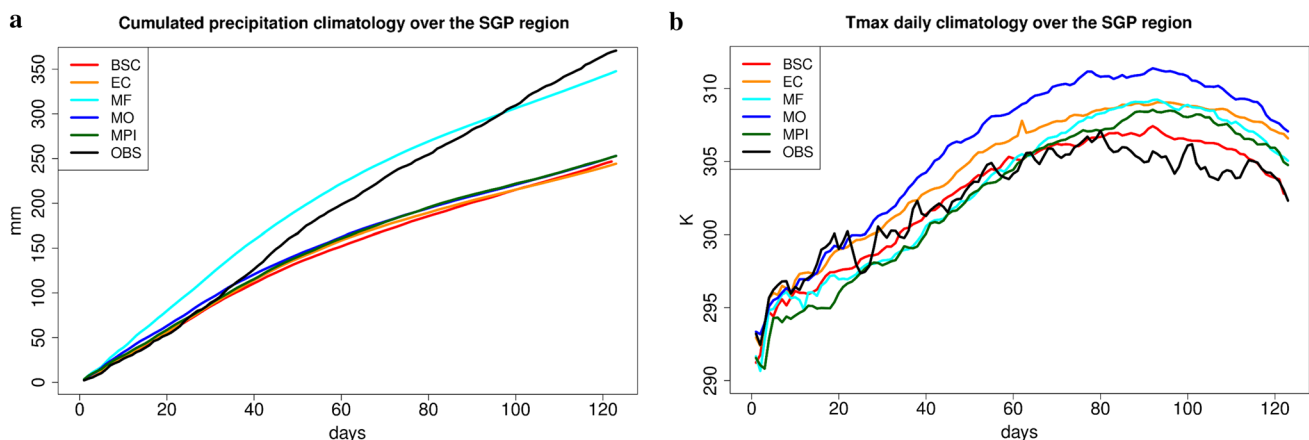 a
Cumulated precipitation climatology over the SGP region
BSC
EC
MF
MO
MPI
OBS
350
300
250
200
150
100
50
0
mm
0 20 40 60 80 100 120
days
b
Tmax daily climatology over the SGP region
BSC
EC
MF
MO
MPI
OBS
310
305
300
295
290
K
0 20 40 60 80 100 120
days